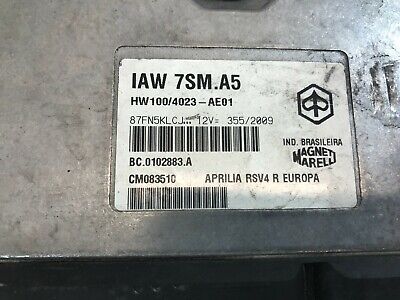 IAW 7SM.A5
HW100/4023-AE01
12V= 355/2009
IND. BRASILEIRA
MAGNETI
MARELLI
BC.0102883.A
CM083510 APRILIA RSV4 R EUROPA